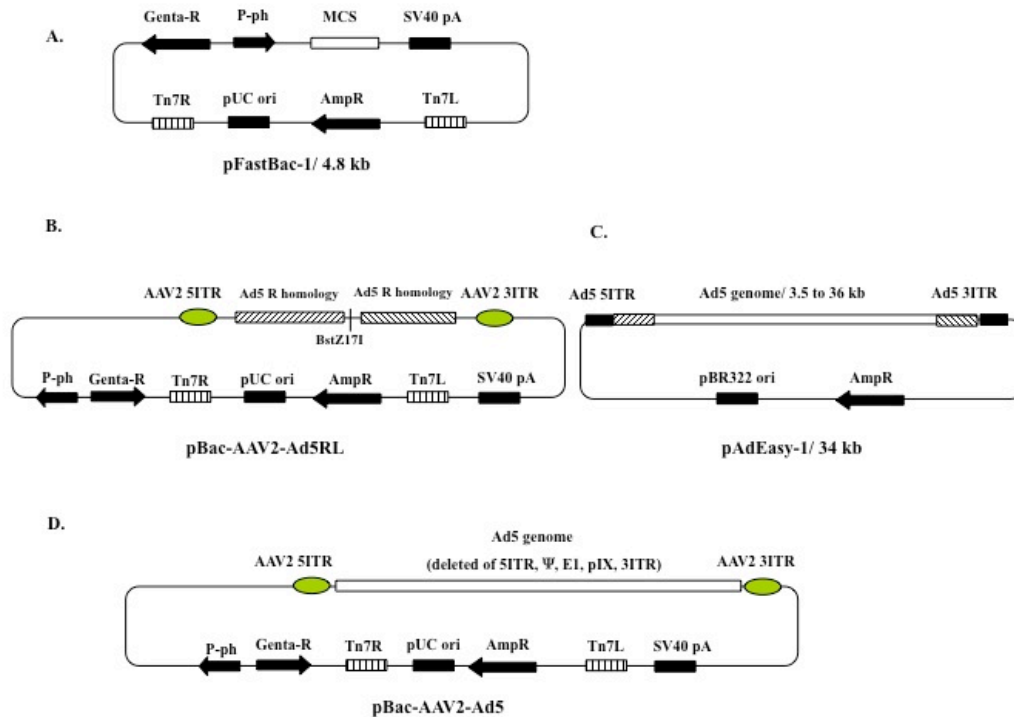 A.
Genta-R P-ph MCS SV40 pA
Tn7R pUC ori AmpR Tn7L
pFastBac-1/ 4.8 kb
B.
AAV2 5ITR Ad5 R homology Ad5 R homology AAV2 3ITR
BstZ17I
P-ph Genta-R Tn7R pUC ori AmpR Tn7L SV40 pA
pBac-AAV2-Ad5RL
C.
Ad5 5ITR Ad5 genome/ 3.5 to 36 kb Ad5 3ITR
pBR322 ori AmpR
pAdEasy-1/ 34 kb
D.
Ad5 genome
(deleted of 5ITR, Ψ, E1, pIX, 3ITR)
AAV2 5ITR AAV2 3ITR
P-ph Genta-R Tn7R pUC ori AmpR Tn7L SV40 pA
pBac-AAV2-Ad5